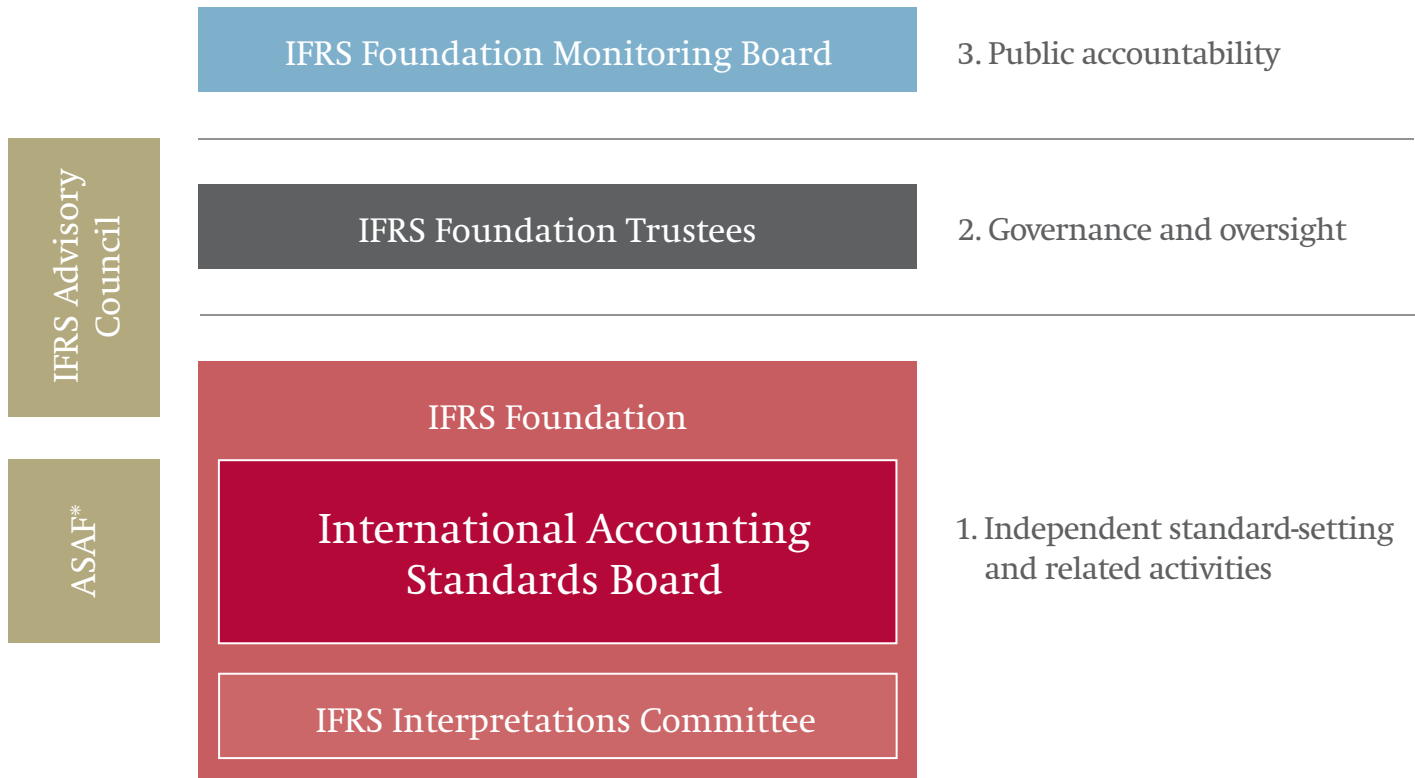 IFRS Foundation Monitoring Board
3. Public accountability
IFRS Advisory
Council
IFRS Foundation Trustees
2. Governance and oversight
IFRS Foundation
ASAF*
International Accounting
Standards Board
1. Independent standard-setting
and related activities
IFRS Interpretations Committee